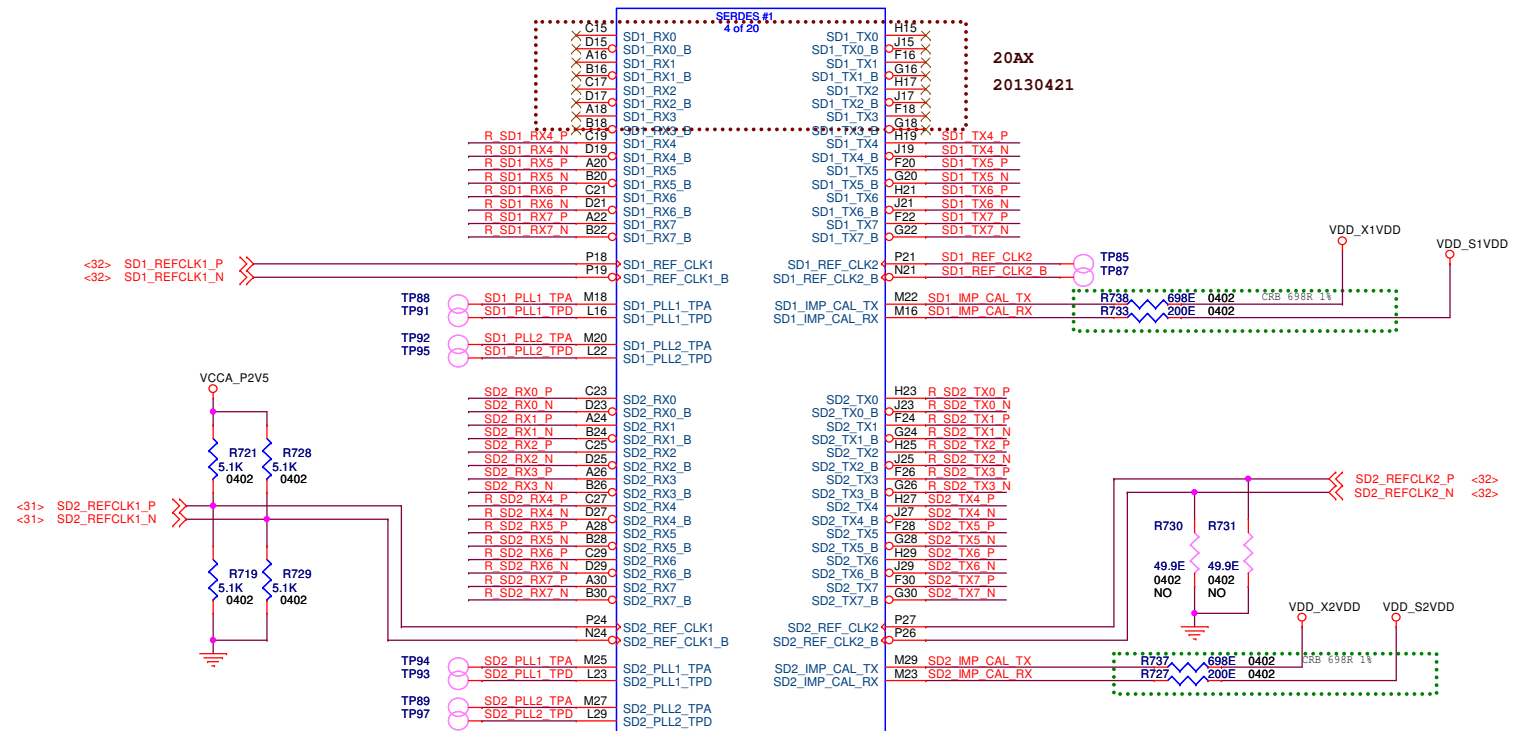 SERDES #1
4 of 20
20AX
20130421
C15 SD1_RX0 SD1_TX0 H15
D15 SD1_RX0_B SD1_TX0_B J15
A16 SD1_RX1 SD1_TX1 F16
B16 SD1_RX1_B SD1_TX1_B G16
C17 SD1_RX2 SD1_TX2 H17
D17 SD1_RX2_B SD1_TX2_B J17
A18 SD1_RX3 SD1_TX3 F18
B18 SD1_RX3_B SD1_TX3_B G18
R_SD1_RX4_P C19 SD1_RX4 SD1_TX4 H19 SD1_TX4_P
R_SD1_RX4_N D19 SD1_RX4_B SD1_TX4_B J19 SD1_TX4_N
R_SD1_RX5_P A20 SD1_RX5 SD1_TX5 F20 SD1_TX5_P
R_SD1_RX5_N B20 SD1_RX5_B SD1_TX5_B G20 SD1_TX5_N
R_SD1_RX6_P C21 SD1_RX6 SD1_TX6 H21 SD1_TX6_P
R_SD1_RX6_N D21 SD1_RX6_B SD1_TX6_B J21 SD1_TX6_N
R_SD1_RX7_P A22 SD1_RX7 SD1_TX7 F22 SD1_TX7_P
R_SD1_RX7_N B22 SD1_RX7_B SD1_TX7_B G22 SD1_TX7_N
VDD_X1VDD
VDD_S1VDD
<32> SD1_REFCLK1_P P18 SD1_REF_CLK1 SD1_REF_CLK2 P21 SD1_REF_CLK2 TP85
<32> SD1_REFCLK1_N P19 SD1_REF_CLK1_B SD1_REF_CLK2_B N21 SD1_REF_CLK2_B TP87
TP88 SD1_PLL1_TPA M18 SD1_PLL1_TPA SD1_IMP_CAL_TX M22 SD1_IMP_CAL_TX R738 698E 0402 CRB 698R 1%
TP91 SD1_PLL1_TPD L16 SD1_PLL1_TPD SD1_IMP_CAL_RX M16 SD1_IMP_CAL_RX R733 200E 0402
TP92 SD1_PLL2_TPA M20 SD1_PLL2_TPA
TP95 SD1_PLL2_TPD L22 SD1_PLL2_TPD
VCCA_P2V5
SD2_RX0_P C23 SD2_RX0 SD2_TX0 H23 R_SD2_TX0_P
SD2_RX0_N D23 SD2_RX0_B SD2_TX0_B J23 R_SD2_TX0_N
SD2_RX1_P A24 SD2_RX1 SD2_TX1 F24 R_SD2_TX1_P
SD2_RX1_N B24 SD2_RX1_B SD2_TX1_B G24 R_SD2_TX1_N
SD2_RX2_P C25 SD2_RX2 SD2_TX2 H25 R_SD2_TX2_P
SD2_RX2_N D25 SD2_RX2_B SD2_TX2_B J25 R_SD2_TX2_N
SD2_RX3_P A26 SD2_RX3 SD2_TX3 F26 R_SD2_TX3_P
SD2_RX3_N B26 SD2_RX3_B SD2_TX3_B G26 R_SD2_TX3_N
R_SD2_RX4_P C27 SD2_RX4 SD2_TX4 H27 SD2_TX4_P
R_SD2_RX4_N D27 SD2_RX4_B SD2_TX4_B J27 SD2_TX4_N
R_SD2_RX5_P A28 SD2_RX5 SD2_TX5 F28 SD2_TX5_P
R_SD2_RX5_N B28 SD2_RX5_B SD2_TX5_B G28 SD2_TX5_N
R_SD2_RX6_P C29 SD2_RX6 SD2_TX6 H29 SD2_TX6_P
R_SD2_RX6_N D29 SD2_RX6_B SD2_TX6_B J29 SD2_TX6_N
R_SD2_RX7_P A30 SD2_RX7 SD2_TX7 F30 SD2_TX7_P
R_SD2_RX7_N B30 SD2_RX7_B SD2_TX7_B G30 SD2_TX7_N
R721 R728
5.1K 5.1K
0402 0402
<31> SD2_REFCLK1_P
<31> SD2_REFCLK1_N
R719 R729
5.1K 5.1K
0402 0402
SD2_REFCLK2_P <32>
SD2_REFCLK2_N <32>
R730 R731
49.9E 49.9E
0402 0402
NO NO
VDD_X2VDD VDD_S2VDD
P24 SD2_REF_CLK1 SD2_REF_CLK2 P27
N24 SD2_REF_CLK1_B SD2_REF_CLK2_B P26
TP94 SD2_PLL1_TPA M25 SD2_PLL1_TPA SD2_IMP_CAL_TX M29 SD2_IMP_CAL_TX R737 698E 0402 CRB 698R 1%
TP93 SD2_PLL1_TPD L23 SD2_PLL1_TPD SD2_IMP_CAL_RX M23 SD2_IMP_CAL_RX R727 200E 0402
TP89 SD2_PLL2_TPA M27 SD2_PLL2_TPA
TP97 SD2_PLL2_TPD L29 SD2_PLL2_TPD